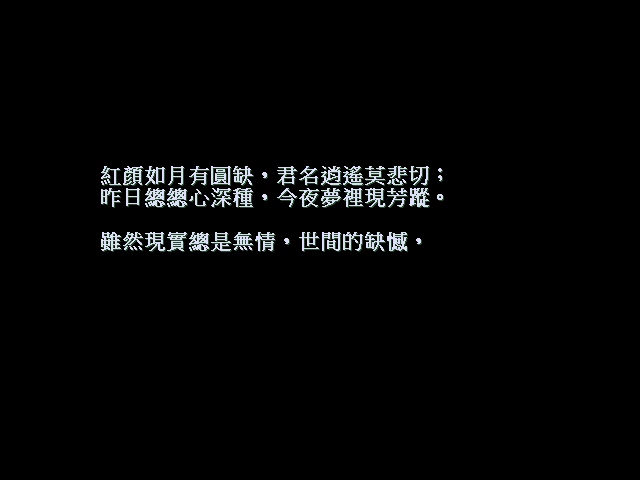 紅顏如月有圓缺，君名逍遙莫悲切；
昨日總總心深種，今夜夢裡現芳蹤。
雖然現實總是無情，世間的缺憾，